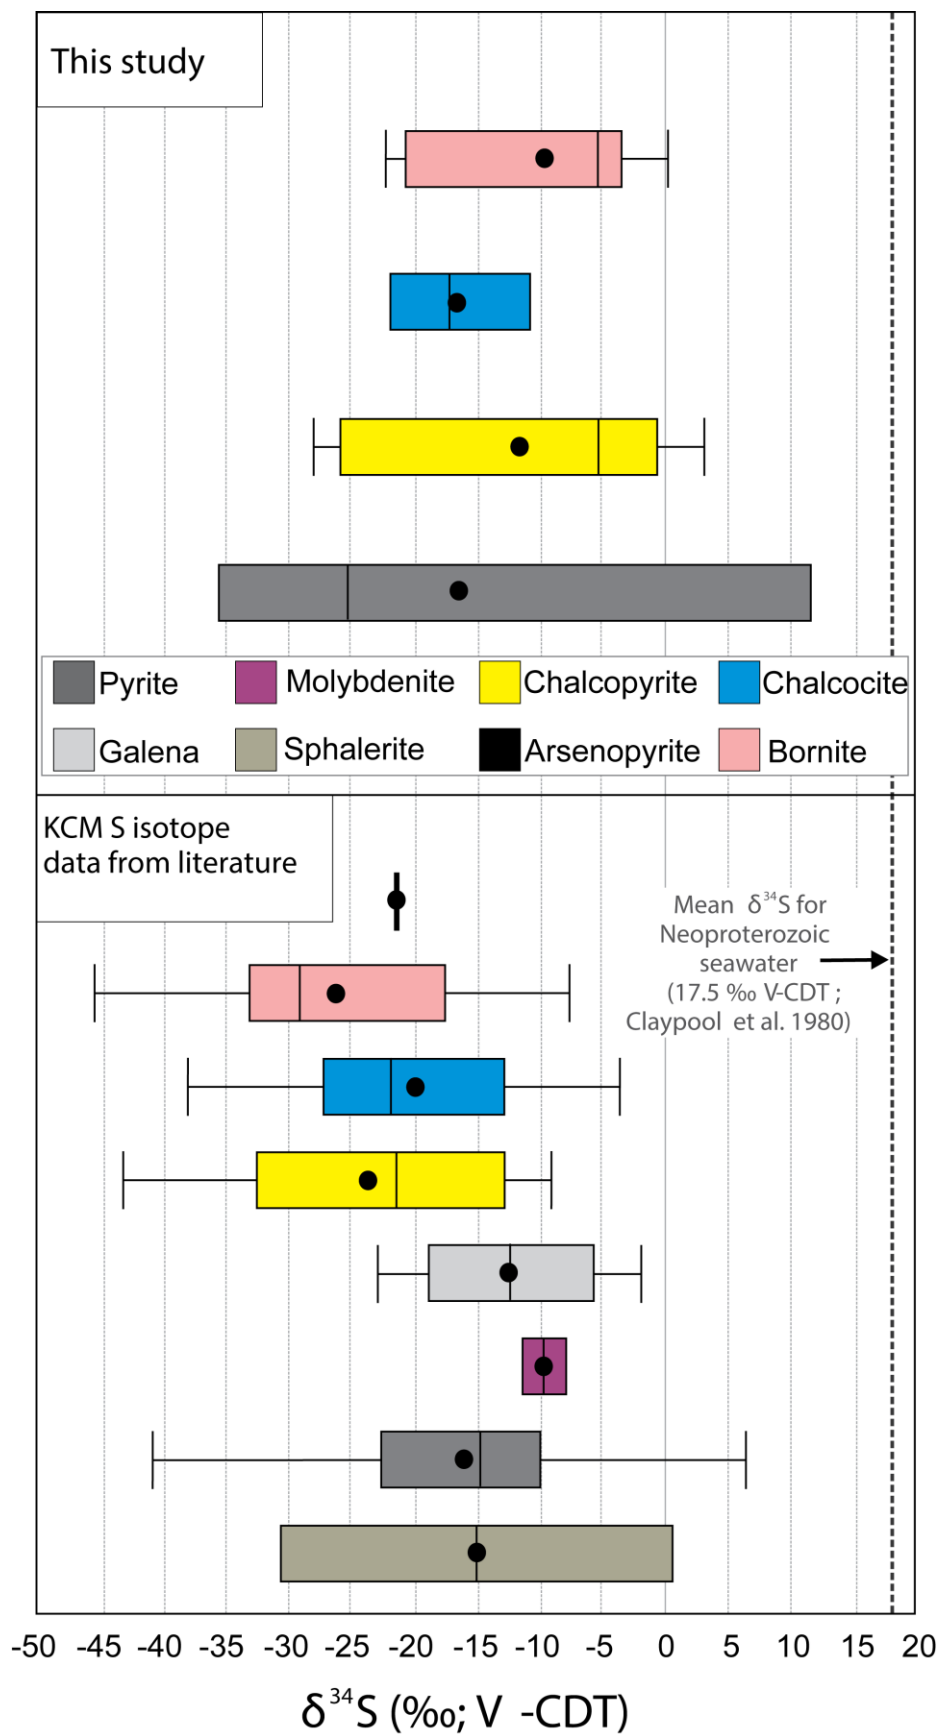 This study
Pyrite Molybdenite Chalcopyrite Chalcocite
Galena Sphalerite Arsenopyrite Bornite
KCM S isotope
data from literature
Mean δ³⁴S for
Neoproterozoic
seawater
(17.5 ‰ V-CDT ;
Claypool et al. 1980)
-50 -45 -40 -35 -30 -25 -20 -15 -10 -5 0 5 10 15 20
δ³⁴S (‰; V -CDT)